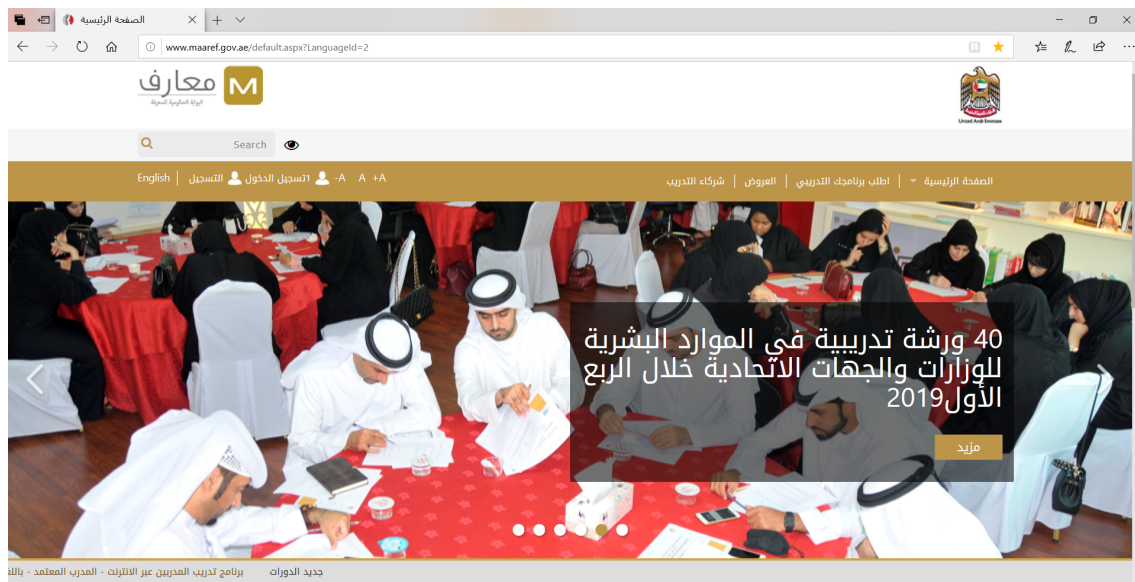 الصفحة الرئيسية
www.maaref.gov.ae/default.aspx?LanguageId=2
معارف M
البوابة الحكومية للمعرفة
United Arab Emirates
Search
الصفحة الرئيسية | اطلب برنامجك التدريبي | العروض | شركاء التدريب
A+ A A- اتسجيل الدخول التسجيل | English
40 ورشة تدريبية في الموارد البشرية
للوزارات والجهات الاتحادية خلال الربع
الأول2019
مزيد
جديد الدورات برنامج تدريب المدربين عبر الانترنت - المدرب المعتمد -